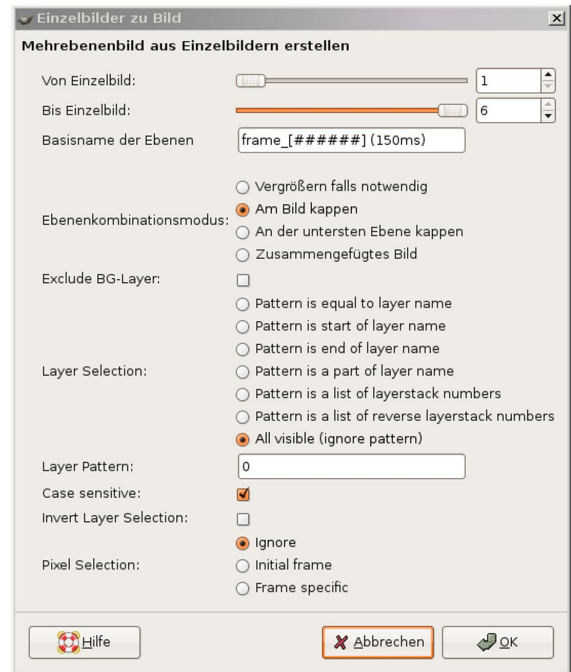 Einzelbilder zu Bild
Mehrebenenbild aus Einzelbildern erstellen
Von Einzelbild: 1
Bis Einzelbild: 6
Basisname der Ebenen frame_[######] (150ms)
Vergrößern falls notwendig
Ebenenkombinationsmodus: Am Bild kappen
An der untersten Ebene kappen
Zusammengefügtes Bild
Exclude BG-Layer:
Pattern is equal to layer name
Pattern is start of layer name
Pattern is end of layer name
Layer Selection: Pattern is a part of layer name
Pattern is a list of layerstack numbers
Pattern is a list of reverse layerstack numbers
All visible (ignore pattern)
Layer Pattern: 0
Case sensitive:
Invert Layer Selection:
Ignore
Pixel Selection: Initial frame
Frame specific
Hilfe Abbrechen OK